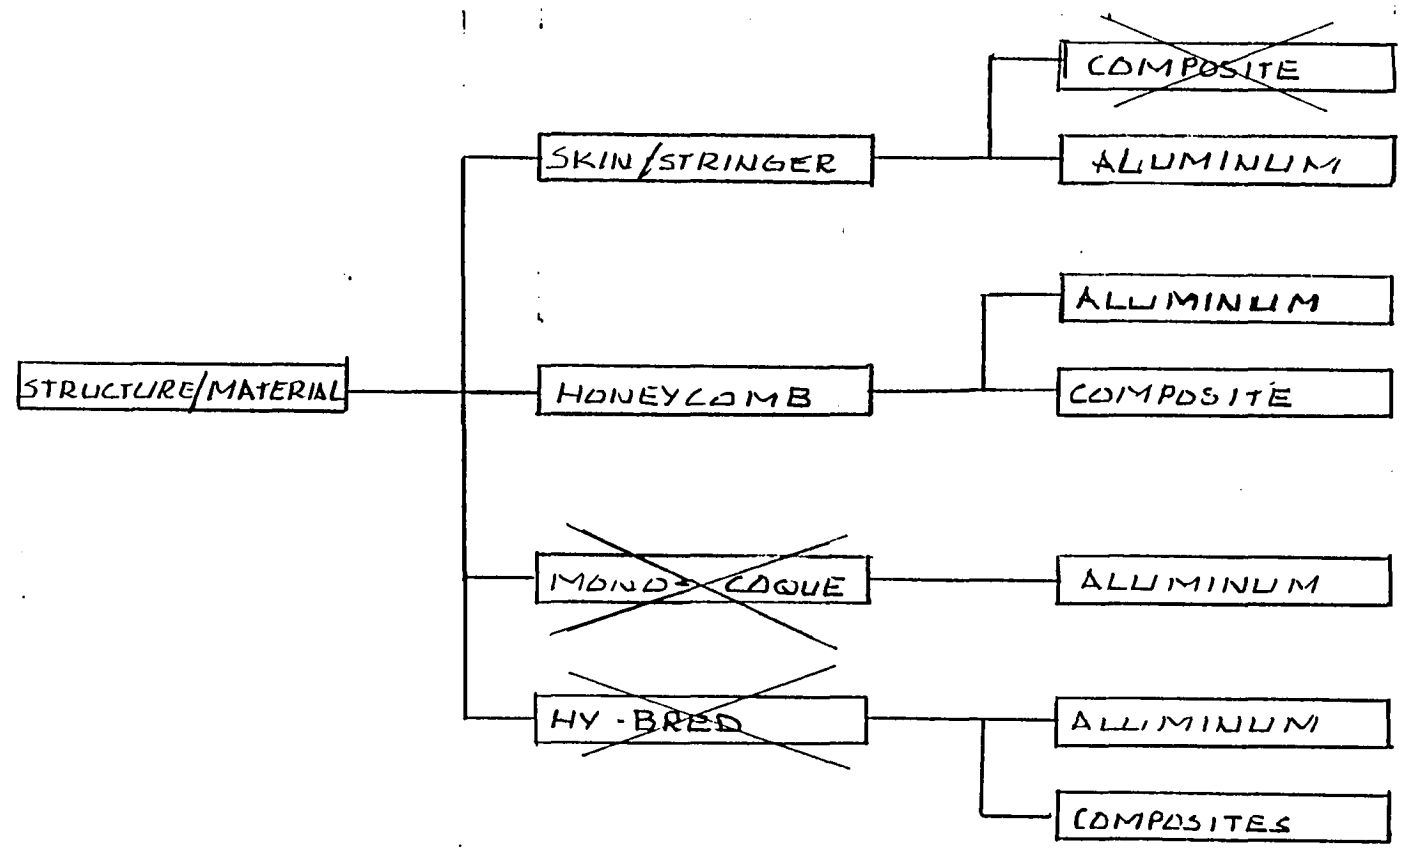 COMPOSITE
SKIN/STRINGER
ALUMINUM
ALUMINUM
STRUCTURE/MATERIAL
HONEYCOMB
COMPOSITE
MONO-COQUE
ALUMINUM
HY-BRED
ALUMINUM
COMPOSITES